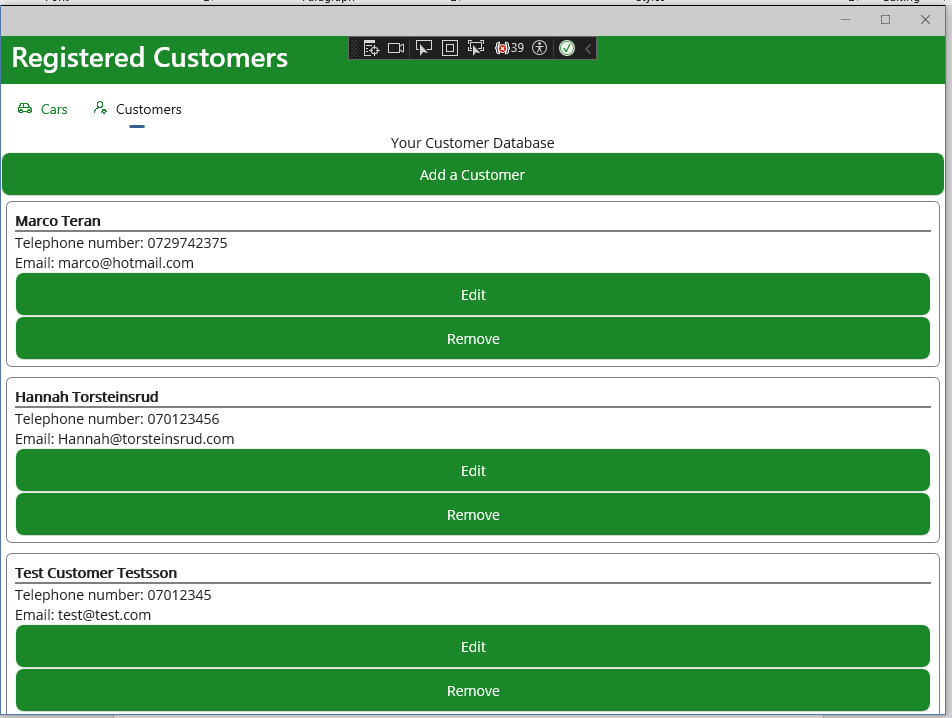 Registered Customers
39
Cars
Customers
Your Customer Database
Add a Customer
Marco Teran
Telephone number: 0729742375
Email: marco@hotmail.com
Edit
Remove
Hannah Torsteinsrud
Telephone number: 070123456
Email: Hannah@torsteinsrud.com
Edit
Remove
Test Customer Testsson
Telephone number: 07012345
Email: test@test.com
Edit
Remove